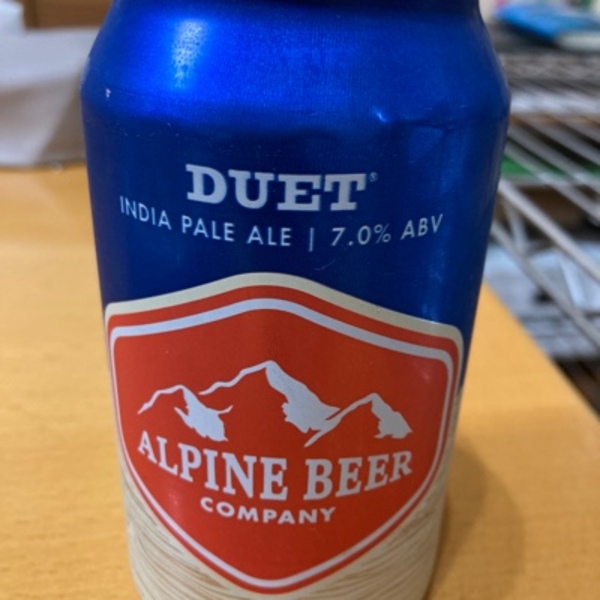 DUET®
INDIA PALE ALE | 7.0% ABV
ALPINE BEER
COMPANY